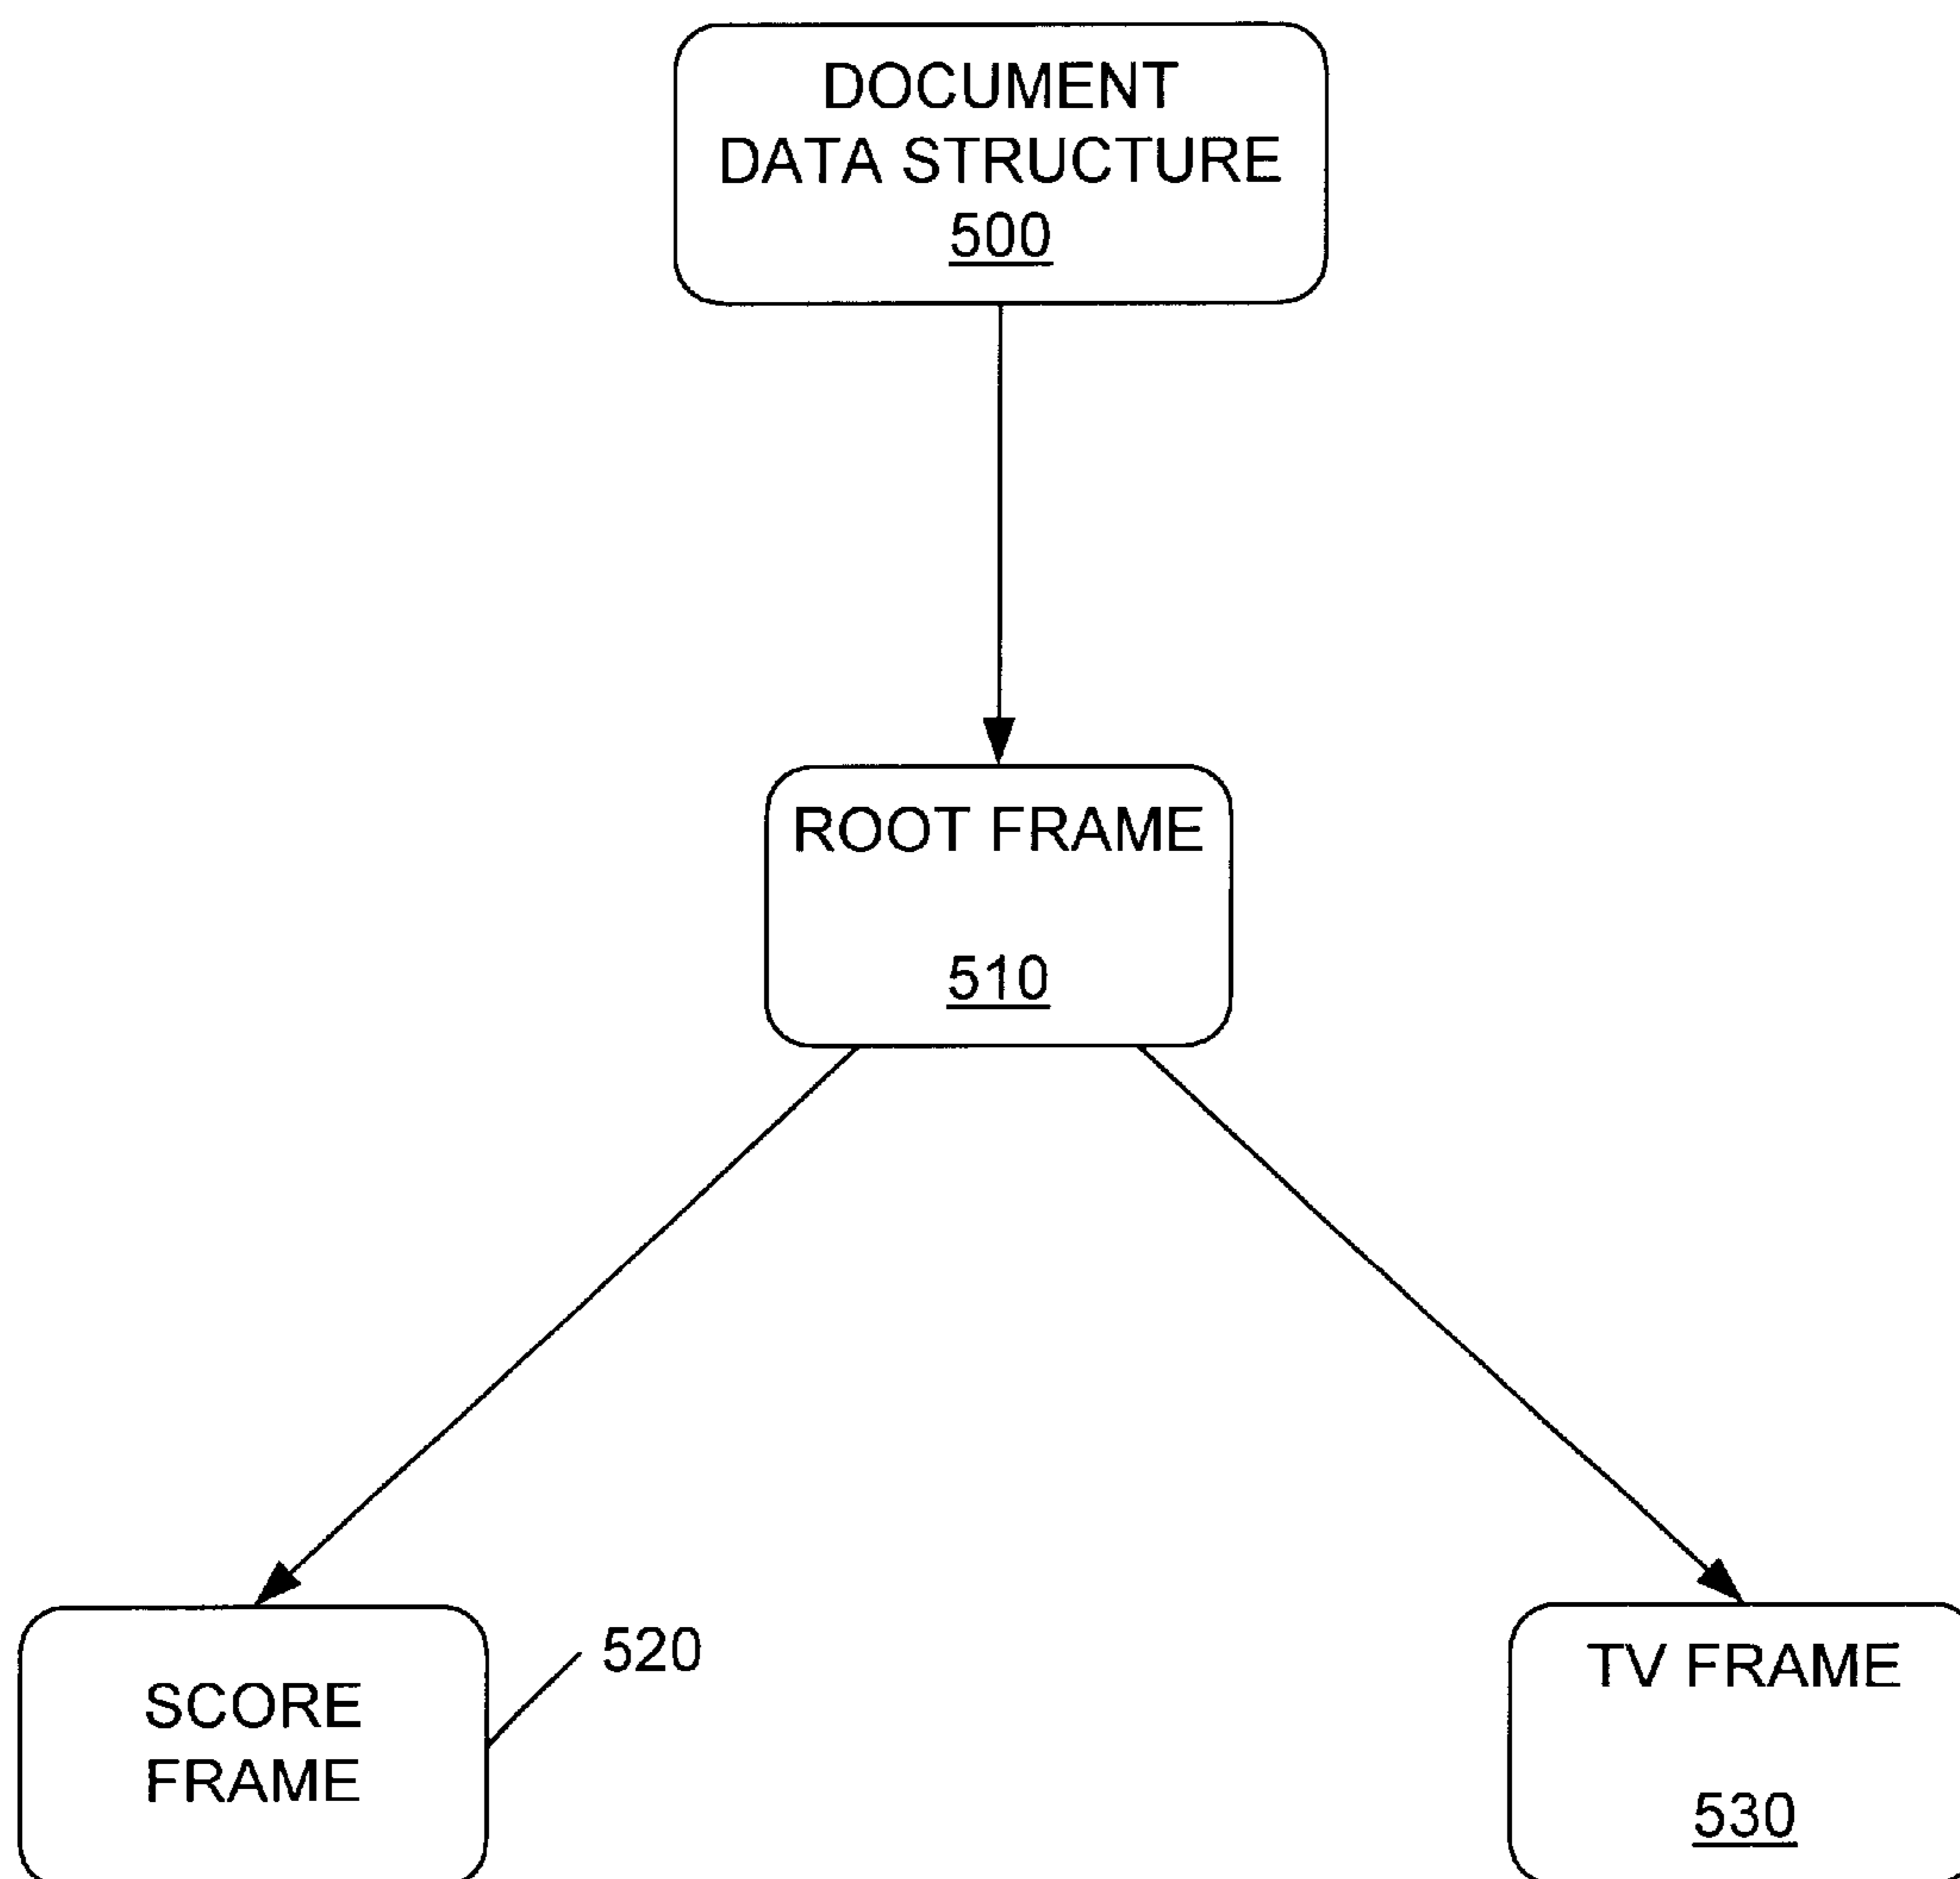 DOCUMENT
DATA STRUCTURE
500
ROOT FRAME
510
520
SCORE
FRAME
TV FRAME
530